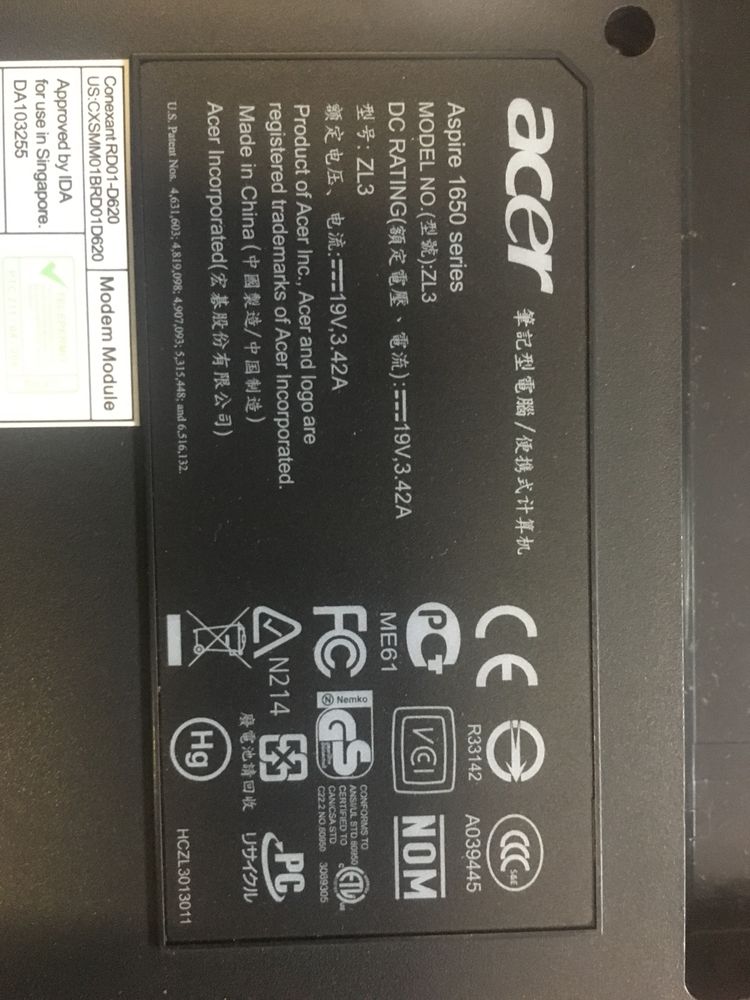 acer 筆記型電腦/便携式计算机
Aspire 1650 series
MODEL NO.(型號):ZL3
DC RATING(額定電壓、電流):⎓19V,3.42A
型号: ZL3
额定电压、电流:⎓19V,3.42A
Product of Acer Inc., Acer and logo are
registered trademarks of Acer Incorporated.
Made in China (中國製造/中国制造)
Acer Incorporated(宏碁股份有限公司)
U.S. Patent Nos. 4,631,603; 4,819,098; 4,907,093; 5,315,448; and 6,516,132.
CE
R33142
CCC S&E
A039445
PG
ME61
VCI
NOM
FC
Nemko
GS
CONFORMS TO
ANSI/UL STD 60950
CERTIFIED TO
CAN/CSA STD
C22.2 NO.60950
ETL
3069305
N214
廢電池請回收
PC
リサイクル
Hg
HCZL3013011
Conexant RD01-D620
US:CXSMM01BRD01D620
Modem Module
Approved by IDA
for use in Singapore.
DA103255
TELEPERMIT